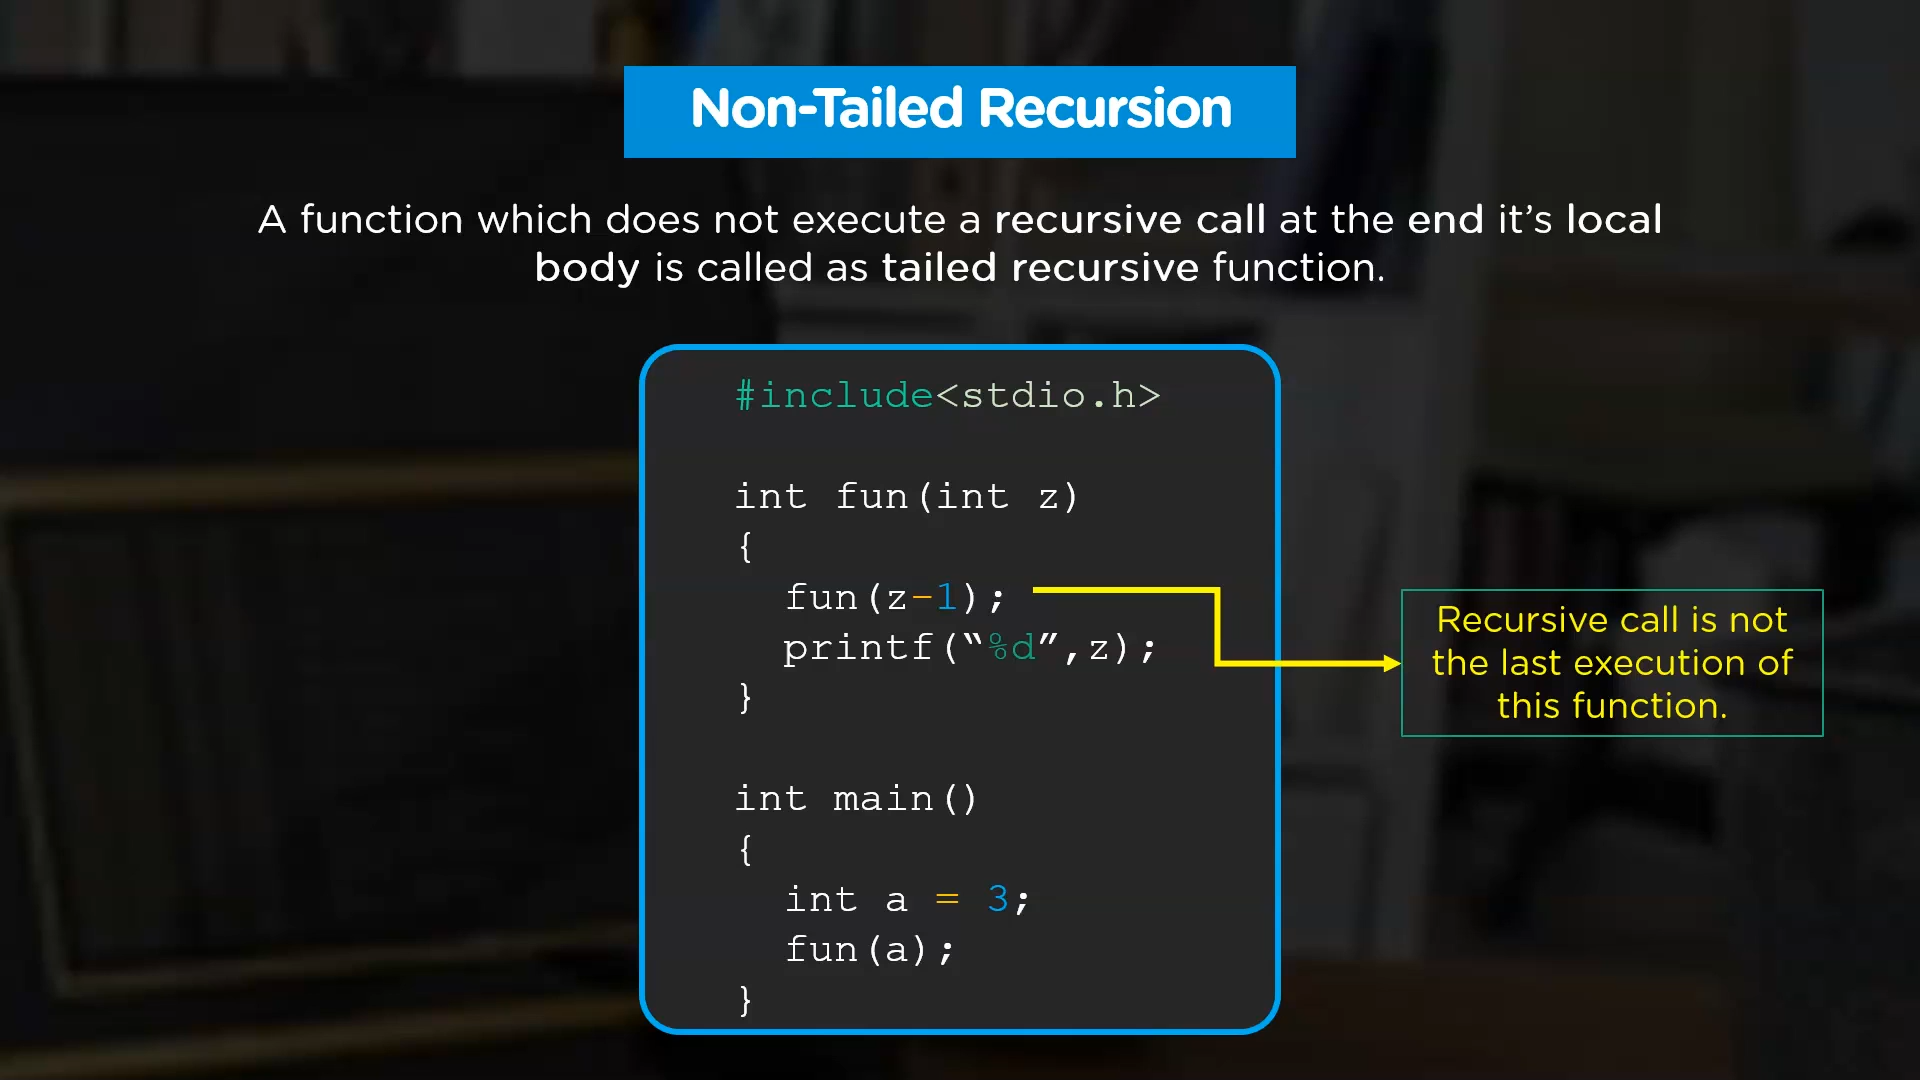 Non-Tailed Recursion
A function which does not execute a recursive call at the end it’s local
body is called as tailed recursive function.
#include<stdio.h>
int fun(int z)
{
fun(z-1);
printf(“%d”,z);
}
Recursive call is not
the last execution of
this function.
int main()
{
int a = 3;
fun(a);
}